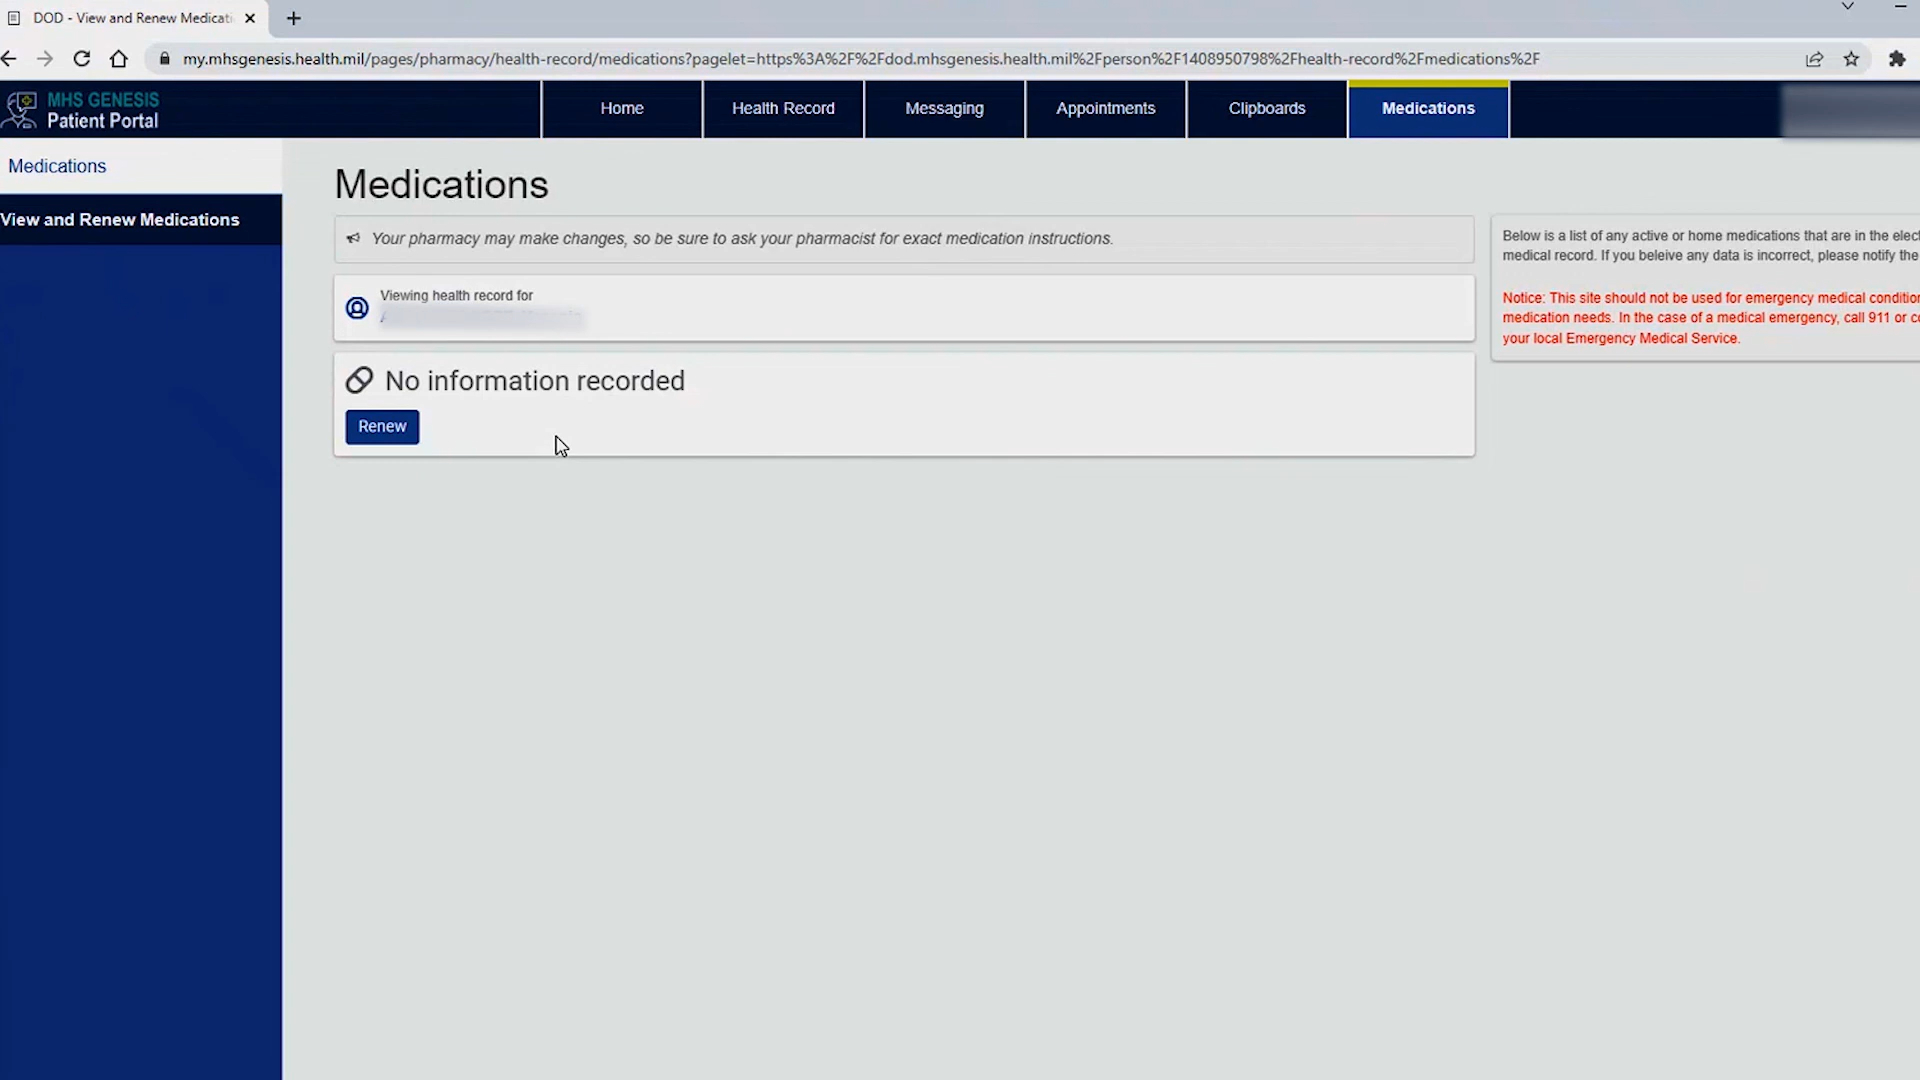 DOD - View and Renew Medicati
my.mhsgenesis.health.mil/pages/pharmacy/health-record/medications?pagelet=https%3A%2F%2Fdod.mhsgenesis.health.mil%2Fperson%2F1408950798%2Fhealth-record%2Fmedications%2F
MHS GENESIS
Patient Portal
Home
Health Record
Messaging
Appointments
Clipboards
Medications
Medications
View and Renew Medications
Medications
Your pharmacy may make changes, so be sure to ask your pharmacist for exact medication instructions.
Viewing health record for
No information recorded
Renew
Below is a list of any active or home medications that are in the elect
medical record. If you beleive any data is incorrect, please notify the
Notice: This site should not be used for emergency medical condition
medication needs. In the case of a medical emergency, call 911 or co
your local Emergency Medical Service.